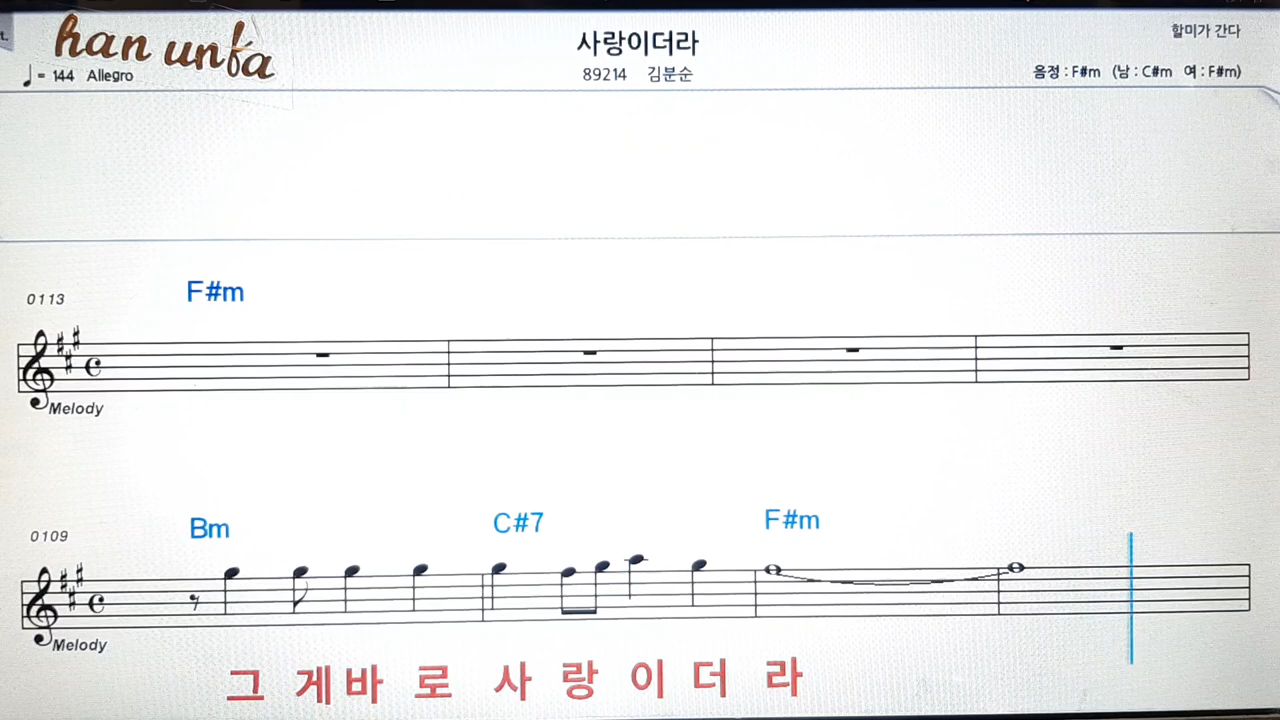 han unfa
사랑이더라
할미가 간다
♩ = 144 Allegro
89214 김분순
음정 : F#m (남 : C#m 여 : F#m)
0113
F#m
Melody
0109
Bm C#7 F#m
Melody
그 게바 로 사 랑 이 더 라